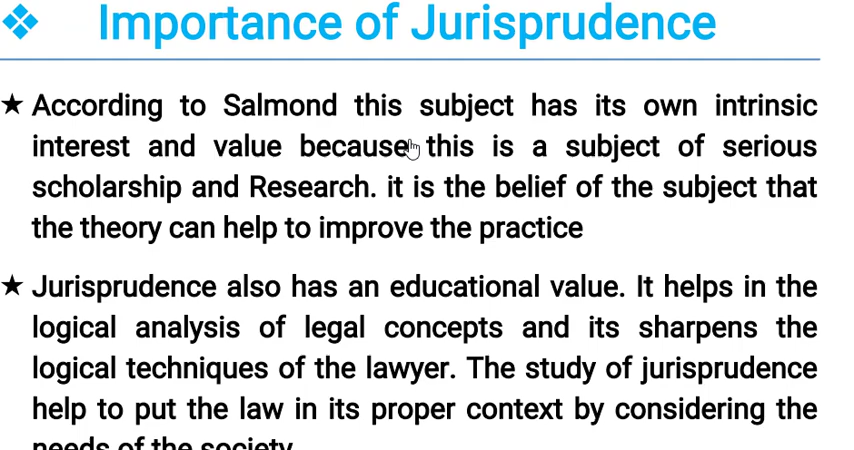 ❖ Importance of Jurisprudence
★ According to Salmond this subject has its own intrinsic
interest and value because this is a subject of serious
scholarship and Research. it is the belief of the subject that
the theory can help to improve the practice
★ Jurisprudence also has an educational value. It helps in the
logical analysis of legal concepts and its sharpens the
logical techniques of the lawyer. The study of jurisprudence
help to put the law in its proper context by considering the
needs of the society